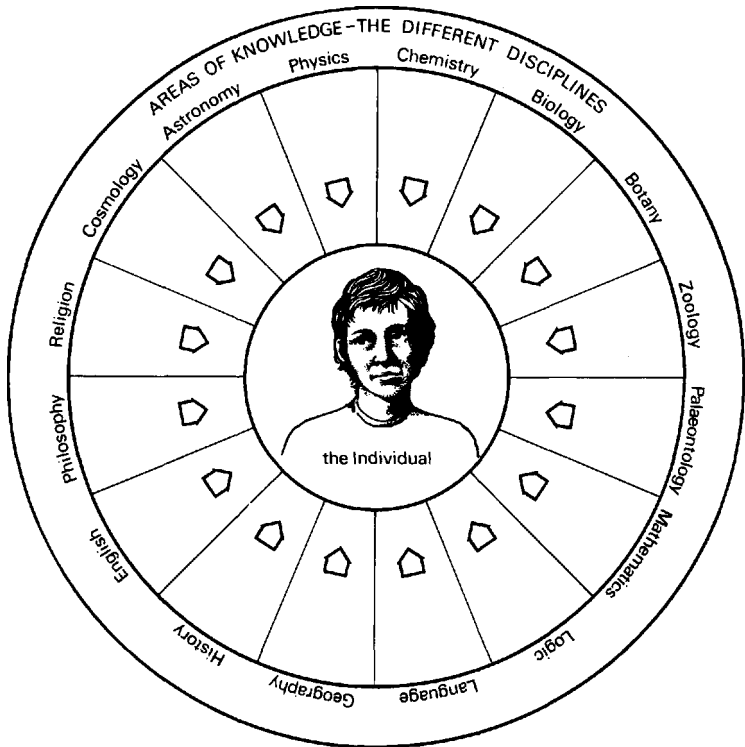 AREAS OF KNOWLEDGE-THE DIFFERENT DISCIPLINES
Physics
Chemistry
Biology
Botany
Zoology
Palaeontology
Mathematics
Logic
Language
Geography
History
English
Philosophy
Religion
Cosmology
Astronomy
the Individual